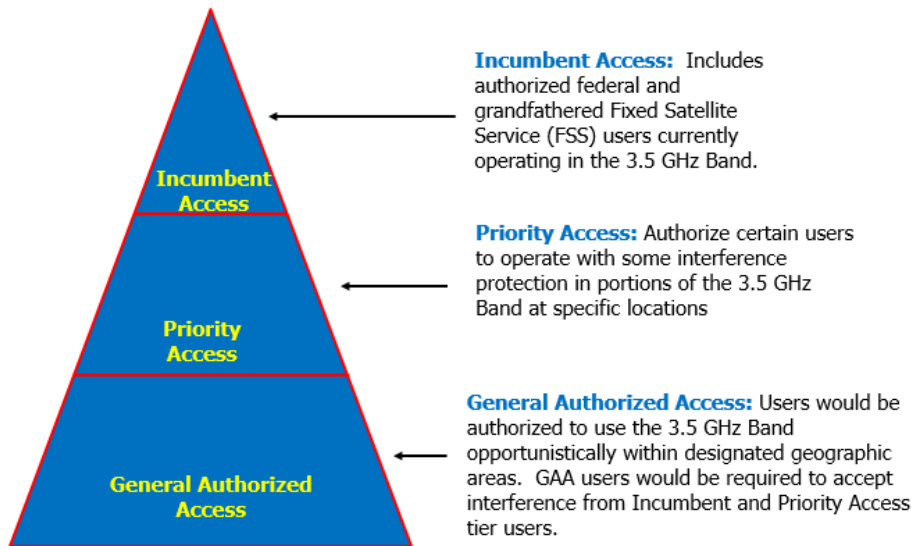 Incumbent
Access
Priority
Access
General Authorized
Access
Incumbent Access: Includes
authorized federal and
grandfathered Fixed Satellite
Service (FSS) users currently
operating in the 3.5 GHz Band.
Priority Access: Authorize certain users
to operate with some interference
protection in portions of the 3.5 GHz
Band at specific locations
General Authorized Access: Users would be
authorized to use the 3.5 GHz Band
opportunistically within designated geographic
areas. GAA users would be required to accept
interference from Incumbent and Priority Access
tier users.